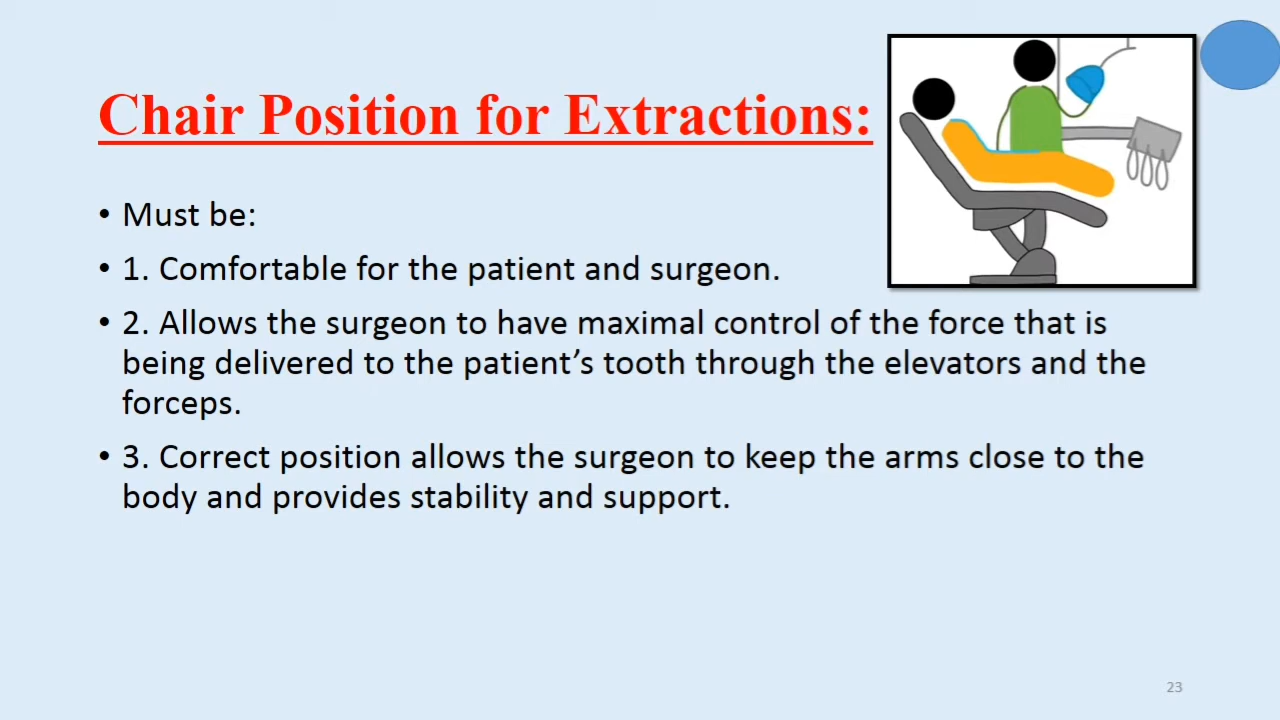 Chair Position for Extractions:
• Must be:
• 1. Comfortable for the patient and surgeon.
• 2. Allows the surgeon to have maximal control of the force that is
being delivered to the patient’s tooth through the elevators and the
forceps.
• 3. Correct position allows the surgeon to keep the arms close to the
body and provides stability and support.
23